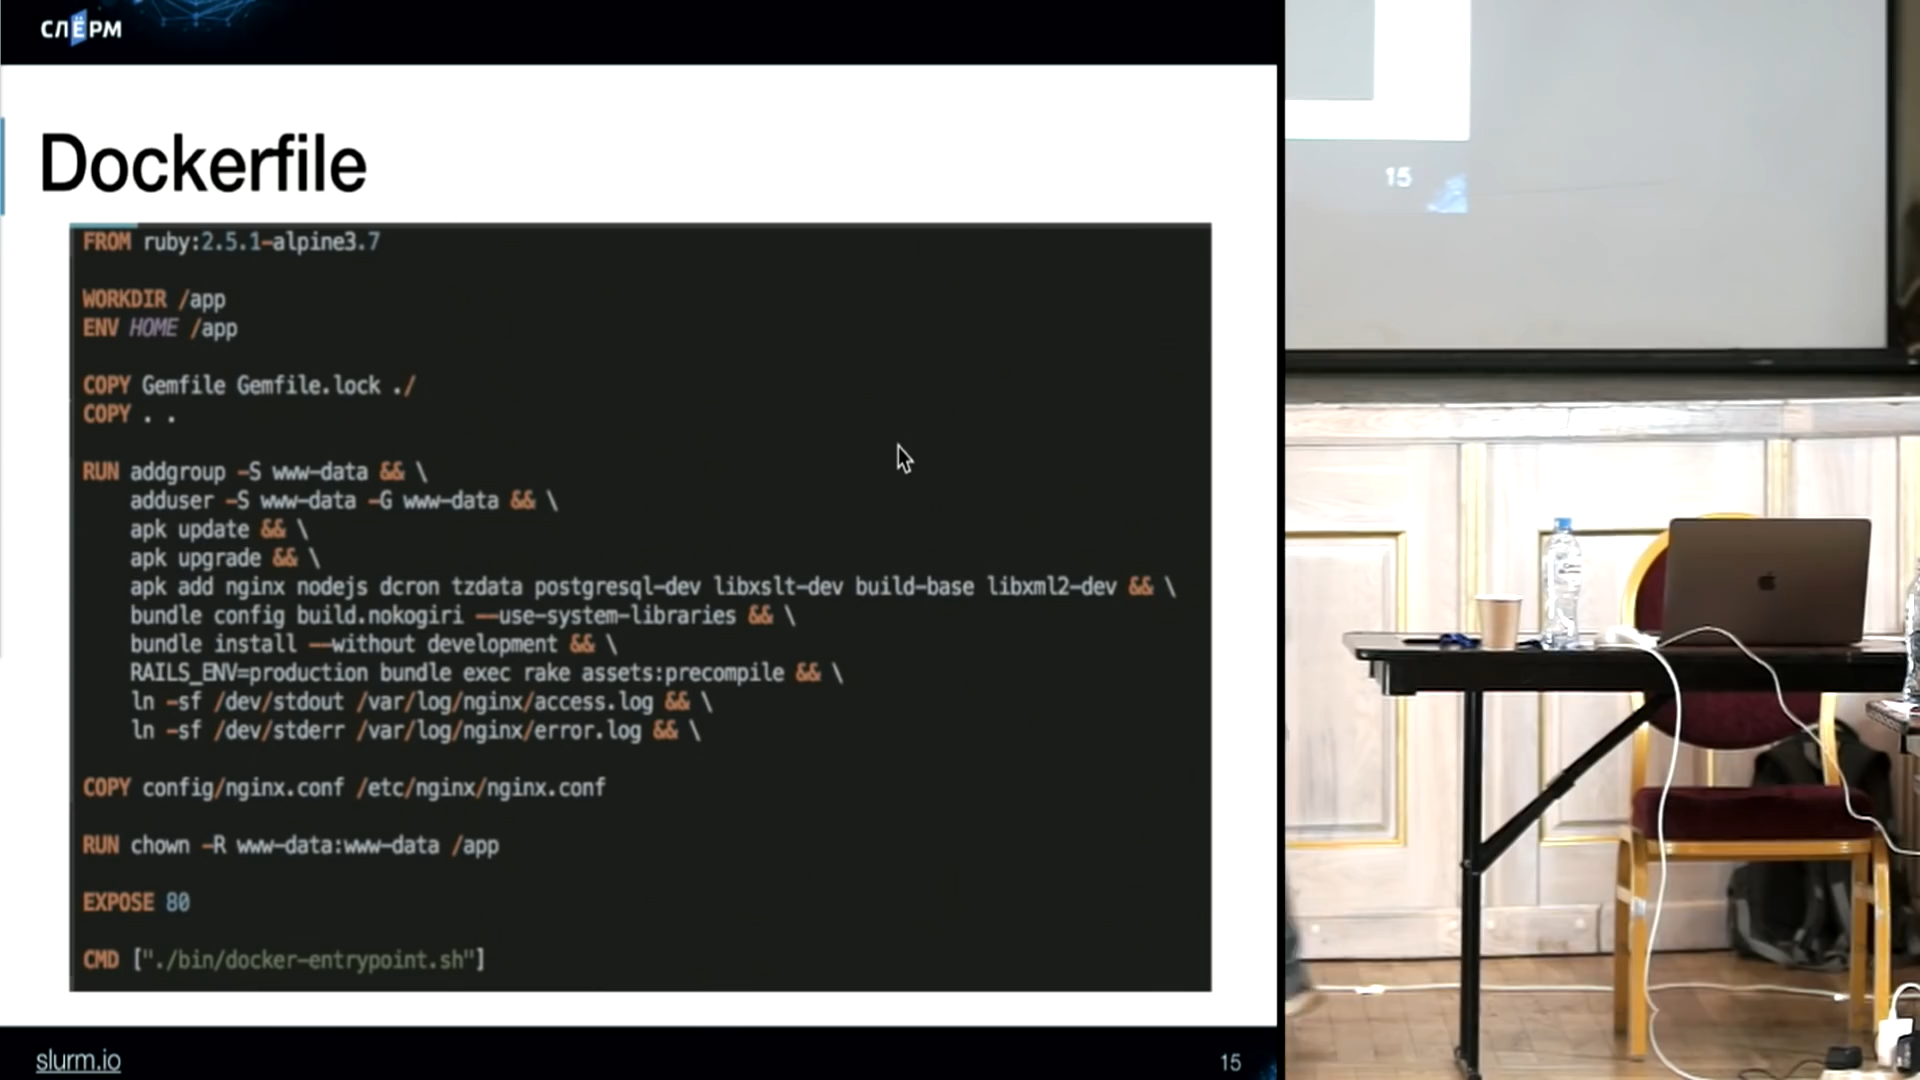 СЛЁРМ
Dockerfile
FROM ruby:2.5.1-alpine3.7
WORKDIR /app
ENV HOME /app
COPY Gemfile Gemfile.lock ./
COPY . .
RUN addgroup -S www-data && \
adduser -S www-data -G www-data && \
apk update && \
apk upgrade && \
apk add nginx nodejs dcron tzdata postgresql-dev libxslt-dev build-base libxml2-dev && \
bundle config build.nokogiri --use-system-libraries && \
bundle install --without development && \
RAILS_ENV=production bundle exec rake assets:precompile && \
ln -sf /dev/stdout /var/log/nginx/access.log && \
ln -sf /dev/stderr /var/log/nginx/error.log && \
COPY config/nginx.conf /etc/nginx/nginx.conf
RUN chown -R www-data:www-data /app
EXPOSE 80
CMD ["./bin/docker-entrypoint.sh"]
slurm.io
15
15